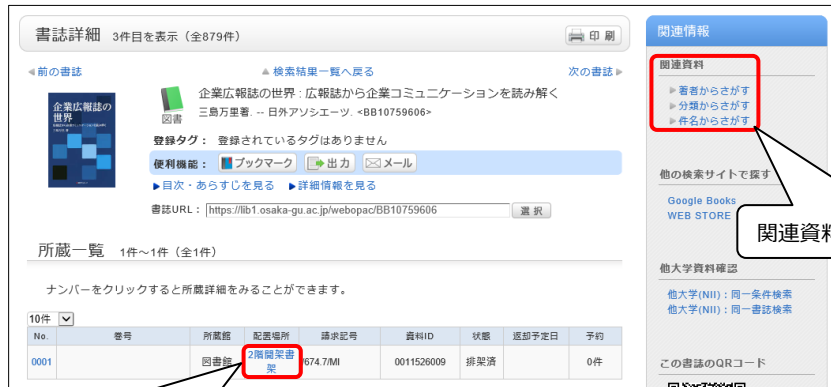 書誌詳細 3件目を表示（全879件）
印 刷
◀前の書誌 ▲ 検索結果一覧へ戻る 次の書誌▶
企業広報誌の
世界
図書
企業広報誌の世界 : 広報誌から企業コミュニケーションを読み解く
三島万里著. -- 日外アソシエーツ. <BB10759606>
登録タグ： 登録されているタグはありません
便利機能： ブックマーク 出 力 メール
▶目次・あらすじを見る ▶詳細情報を見る
書誌URL： https://lib1.osaka-gu.ac.jp/webopac/BB10759606 選 択
所蔵一覧 1件～1件（全1件）
ナンバーをクリックすると所蔵詳細をみることができます。
10件
No. 巻号 所蔵館 配置場所 請求記号 資料ID 状態 返却予定日 予約
0001 図書館 2階開架書架 674.7/MI 0011526009 排架済 0件
関連情報
関連資料
▶著者からさがす
▶分類からさがす
▶件名からさがす
他の検索サイトで探す
Google Books
WEB STORE
関連資料
他大学資料確認
他大学(NII)：同一条件検索
他大学(NII)：同一書誌検索
この書誌のQRコード